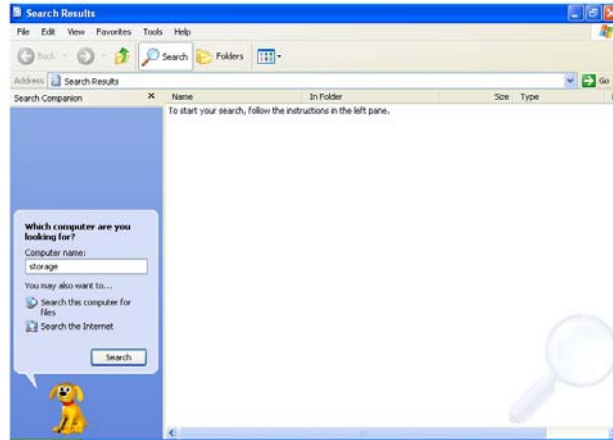 Search Results
File Edit View Favorites Tools Help
Back Search Folders
Address Search Results Go
Search Companion
Name In Folder Size Type
To start your search, follow the instructions in the left pane.
Which computer are you
looking for?
Computer name:
storage
You may also want to...
Search this computer for
files
Search the Internet
Search